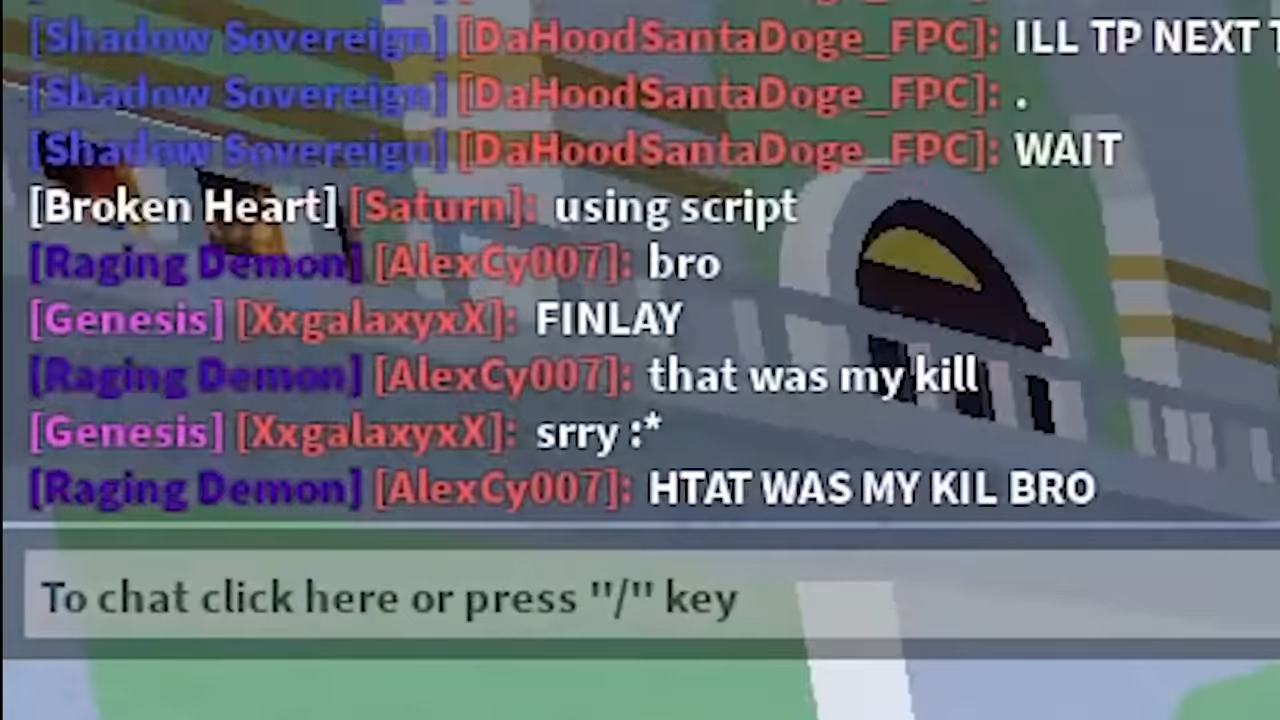 [Shadow Sovereign] [DaHoodSantaDoge_FPC]: ILL TP NEXT
[Shadow Sovereign] [DaHoodSantaDoge_FPC]: .
[Shadow Sovereign] [DaHoodSantaDoge_FPC]: WAIT
[Broken Heart] [Saturn]: using script
[Raging Demon] [AlexCy007]: bro
[Genesis] [XxgalaxyxX]: FINLAY
[Raging Demon] [AlexCy007]: that was my kill
[Genesis] [XxgalaxyxX]: srry :*
[Raging Demon] [AlexCy007]: HTAT WAS MY KIL BRO
To chat click here or press "/" key